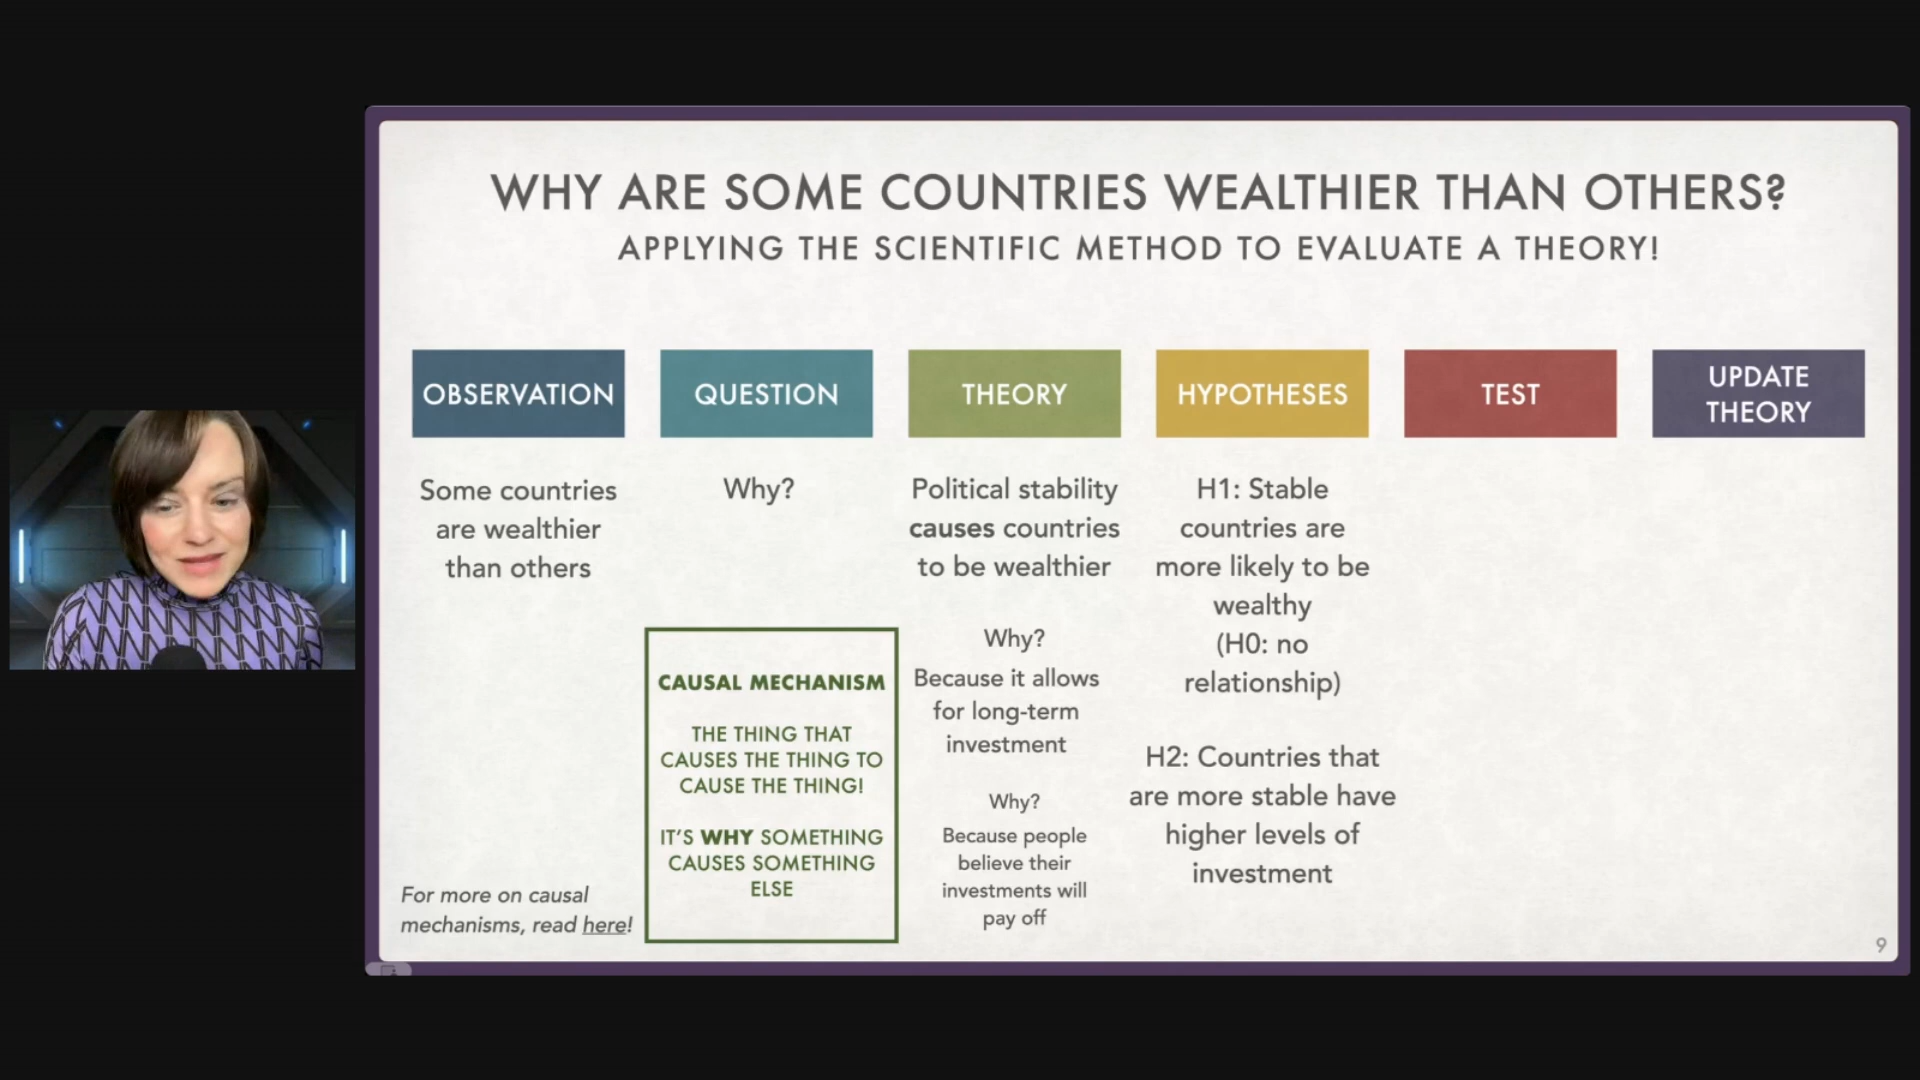 WHY ARE SOME COUNTRIES WEALTHIER THAN OTHERS?
APPLYING THE SCIENTIFIC METHOD TO EVALUATE A THEORY!
OBSERVATION
Some countries
are wealthier
than others
QUESTION
Why?
CAUSAL MECHANISM
THE THING THAT
CAUSES THE THING TO
CAUSE THE THING!
IT'S WHY SOMETHING
CAUSES SOMETHING
ELSE
For more on causal
mechanisms, read here!
THEORY
Political stability
causes countries
to be wealthier
Why?
Because it allows
for long-term
investment
Why?
Because people
believe their
investments will
pay off
HYPOTHESES
H1: Stable
countries are
more likely to be
wealthy
(H0: no
relationship)
H2: Countries that
are more stable have
higher levels of
investment
TEST
UPDATE
THEORY
9